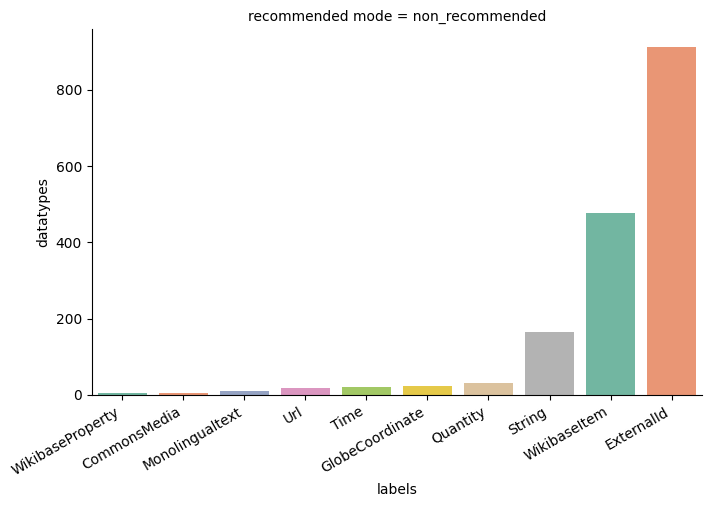 recommended mode = non_recommended
800
600
400
200
0
datatypes
WikibaseProperty
CommonsMedia
Monolingualtext
Url
Time
GlobeCoordinate
Quantity
String
WikibaseItem
ExternalId
labels